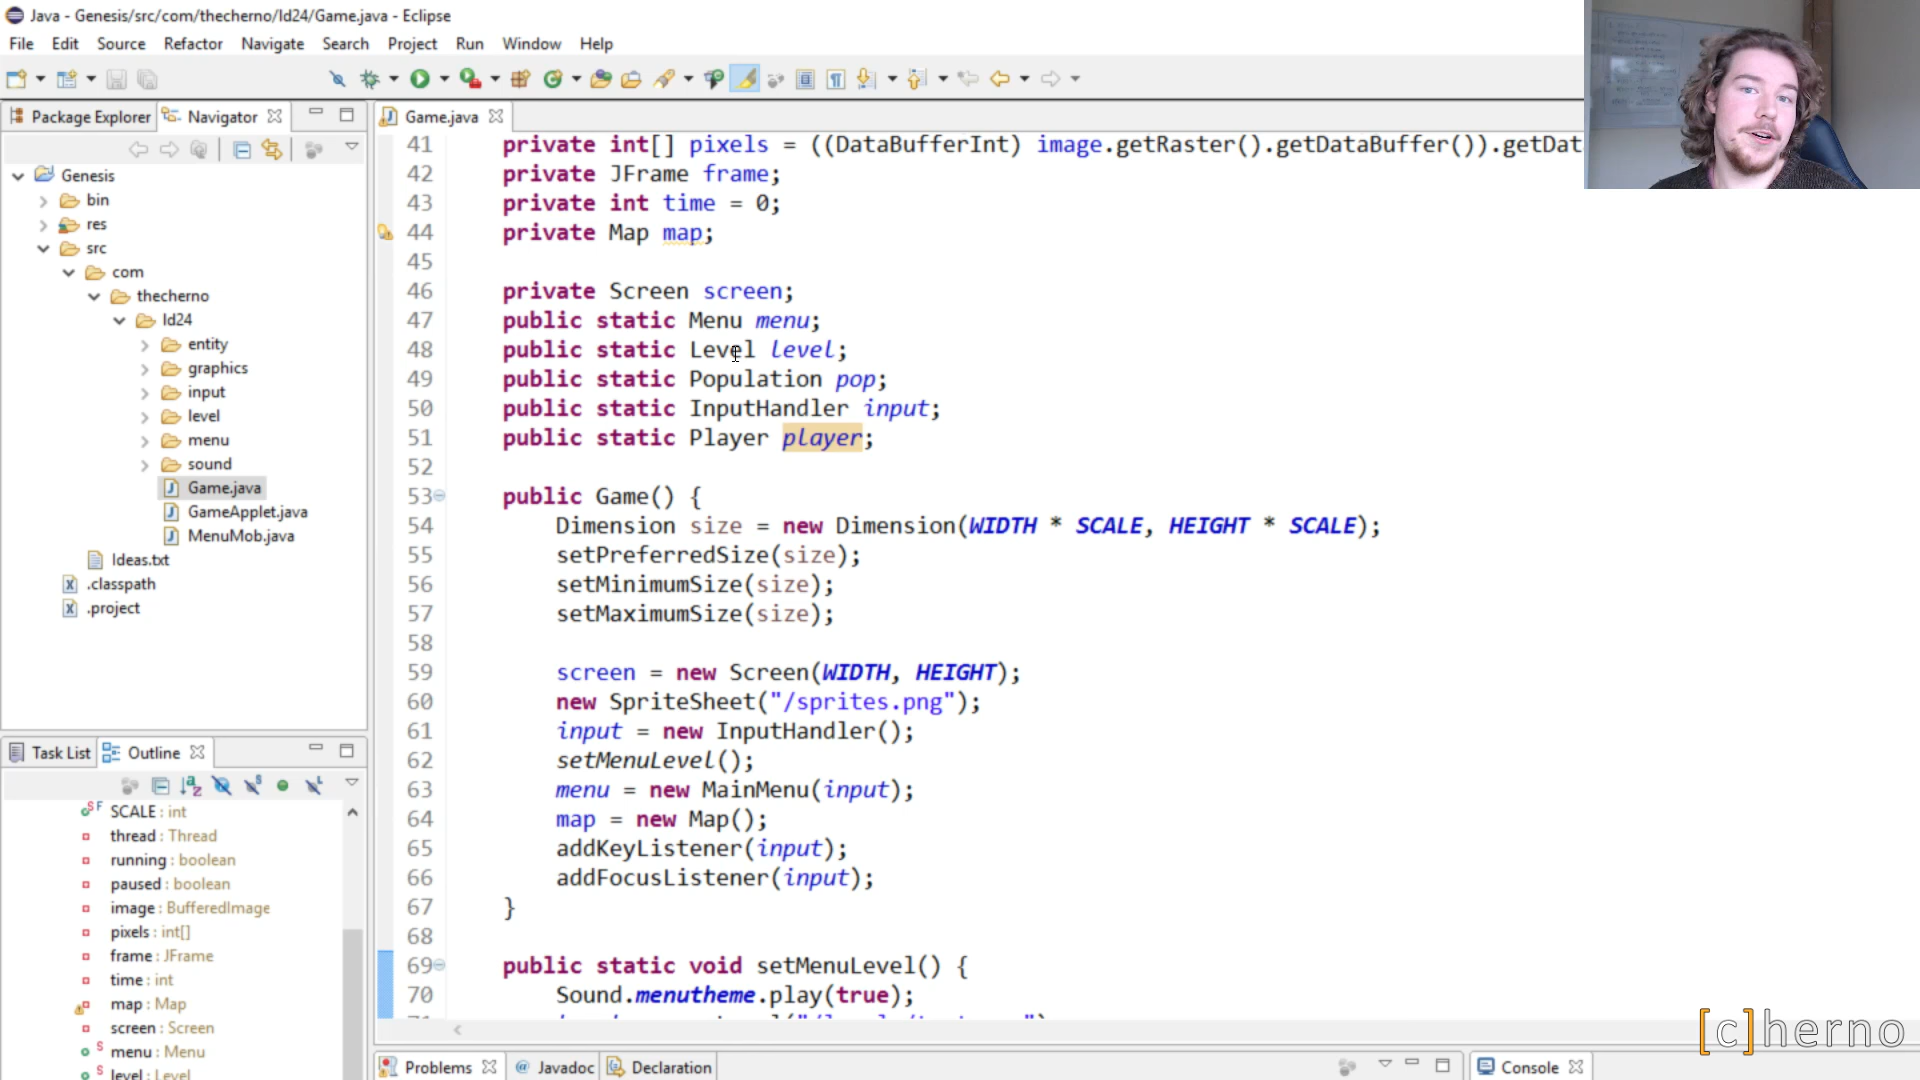 Java - Genesis/src/com/thecherno/ld24/Game.java - Eclipse
File Edit Source Refactor Navigate Search Project Run Window Help
Package Explorer Navigator
Game.java
Genesis
bin
res
src
com
thecherno
ld24
entity
graphics
input
level
menu
sound
Game.java
GameApplet.java
MenuMob.java
Ideas.txt
.classpath
.project
Task List Outline
SCALE : int
thread : Thread
running : boolean
paused : boolean
image : BufferedImage
pixels : int[]
frame : JFrame
time : int
map : Map
screen : Screen
menu : Menu
level : Level
41 private int[] pixels = ((DataBufferInt) image.getRaster().getDataBuffer()).getDat
42 private JFrame frame;
43 private int time = 0;
44 private Map map;
45
46 private Screen screen;
47 public static Menu menu;
48 public static Level level;
49 public static Population pop;
50 public static InputHandler input;
51 public static Player player;
52
53 public Game() {
54 Dimension size = new Dimension(WIDTH * SCALE, HEIGHT * SCALE);
55 setPreferredSize(size);
56 setMinimumSize(size);
57 setMaximumSize(size);
58
59 screen = new Screen(WIDTH, HEIGHT);
60 new SpriteSheet("/sprites.png");
61 input = new InputHandler();
62 setMenuLevel();
63 menu = new MainMenu(input);
64 map = new Map();
65 addKeyListener(input);
66 addFocusListener(input);
67 }
68
69 public static void setMenuLevel() {
70 Sound.menutheme.play(true);
Problems Javadoc Declaration Console
[c]herno